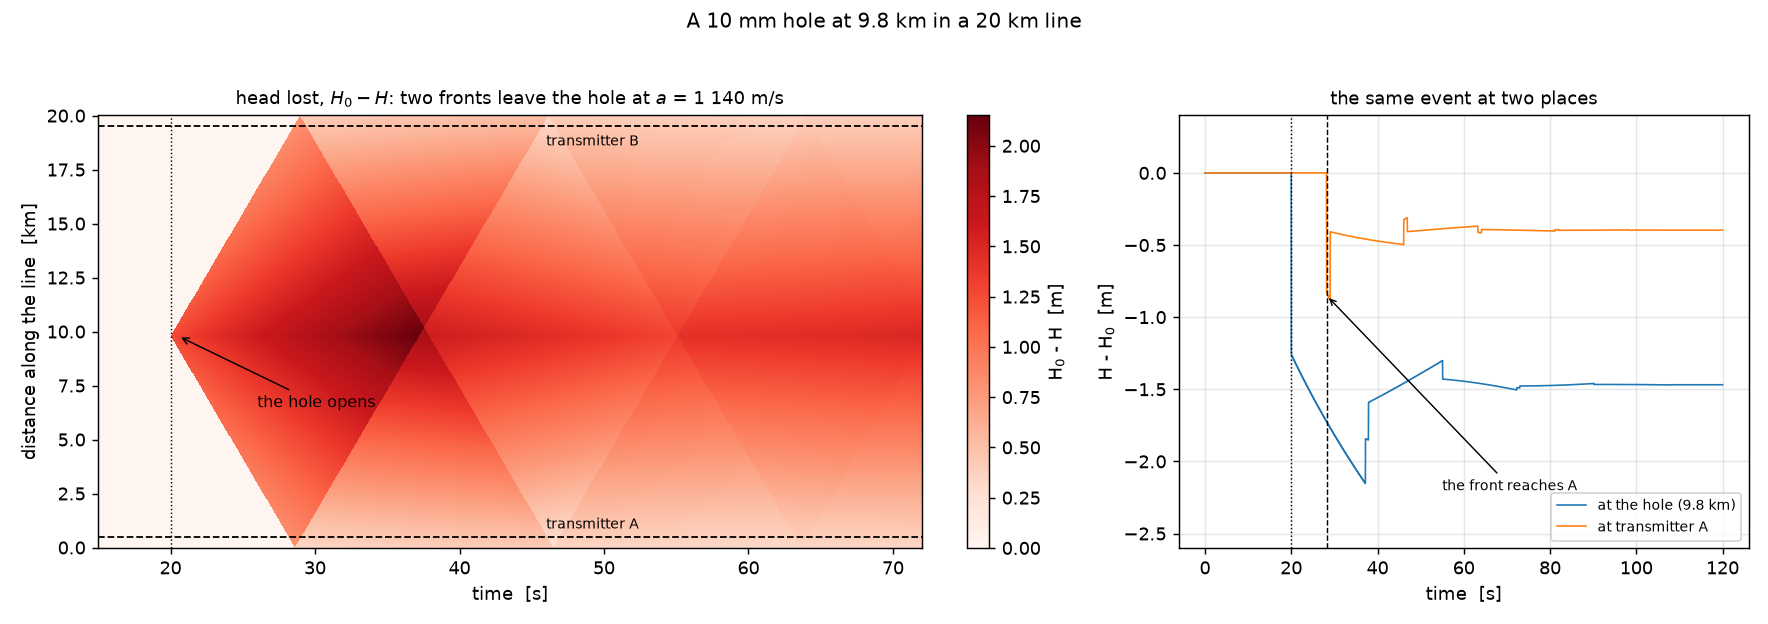 A 10 mm hole at 9.8 km in a 20 km line
head lost, H₀ − H: two fronts leave the hole at a = 1 140 m/s
distance along the line [km]
20.0
17.5
15.0
12.5
10.0
7.5
5.0
2.5
0.0
transmitter B
the hole opens
transmitter A
20
30
40
50
60
70
time [s]
2.00
1.75
1.50
1.25
1.00
0.75
0.50
0.25
0.00
H₀ - H [m]
the same event at two places
H - H₀ [m]
0.0
−0.5
−1.0
−1.5
−2.0
−2.5
the front reaches A
at the hole (9.8 km)
at transmitter A
0
20
40
60
80
100
120
time [s]